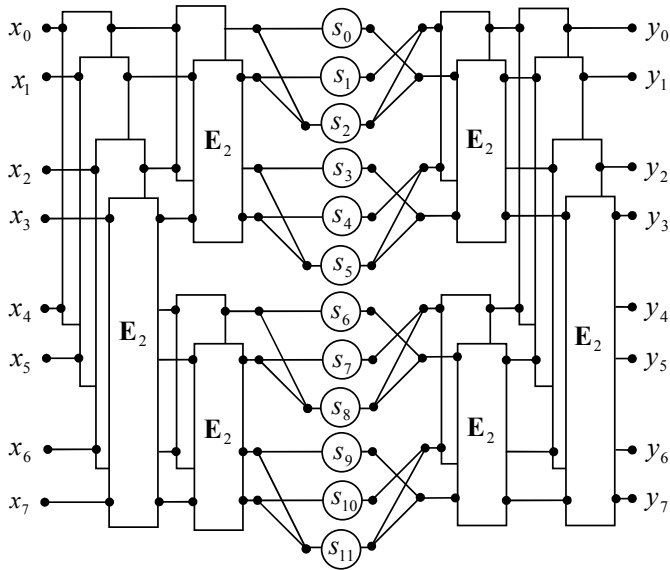 x₀ s₀ y₀
x₁ s₁ y₁
E₂ s₂ E₂
x₂ s₃ y₂
x₃ s₄ y₃
s₅
x₄ s₆ y₄
x₅ E₂ s₇ E₂ y₅
s₈
E₂ E₂
x₆ s₉ y₆
x₇ s₁₀ y₇
s₁₁